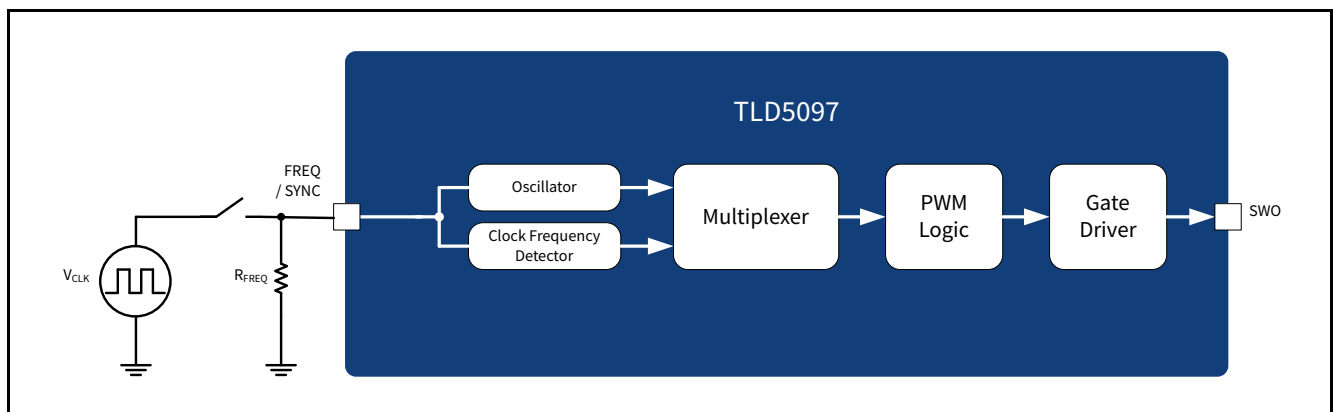 TLD5097
FREQ
/ SYNC
Oscillator
Multiplexer
PWM
Logic
Gate
Driver
SWO
Clock Frequency
Detector
VCLK
RFREQ